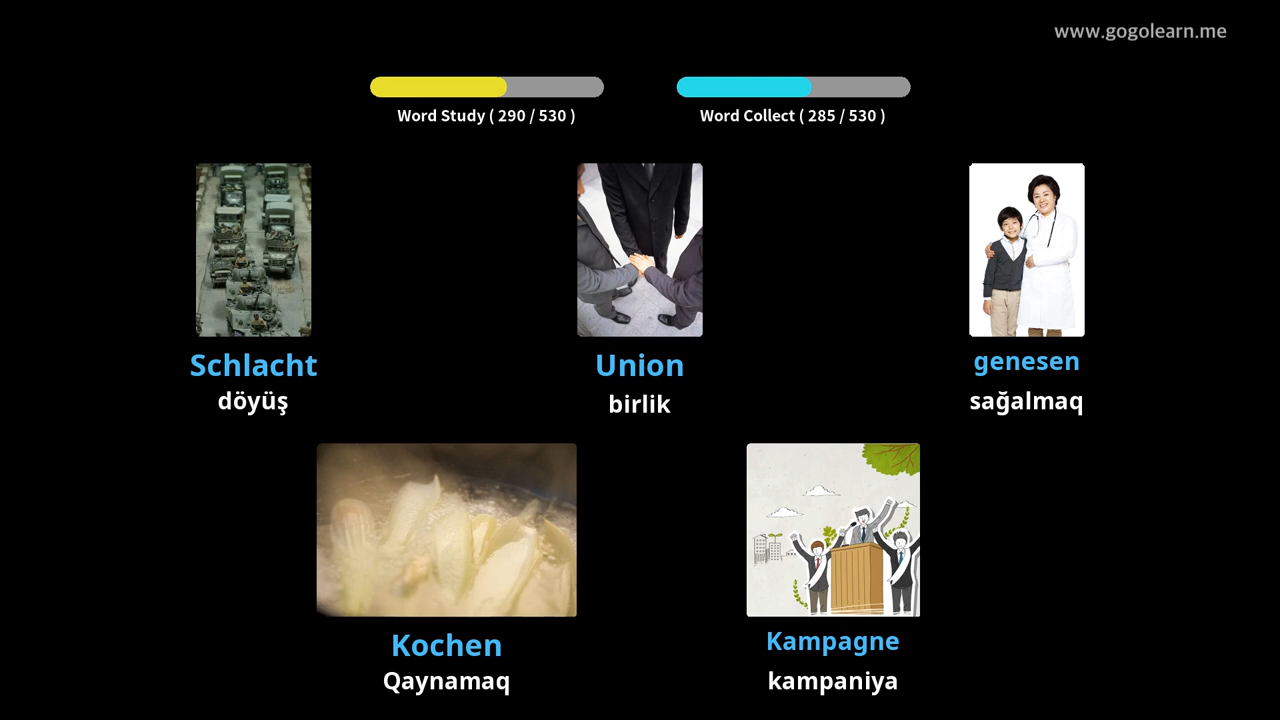 www.gogolearn.me
Word Study ( 290 / 530 )
Word Collect ( 285 / 530 )
Schlacht
döyüş
Union
birlik
genesen
sağalmaq
Kochen
Qaynamaq
Kampagne
kampaniya